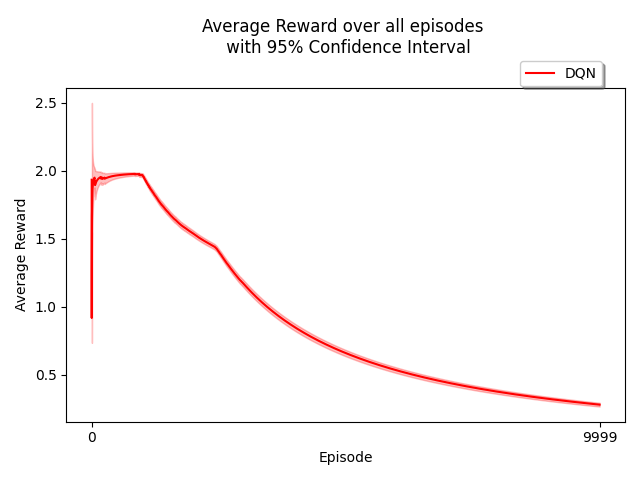 Average Reward over all episodes
with 95% Confidence Interval
DQN
2.5
2.0
1.5
1.0
0.5
Average Reward
0
9999
Episode